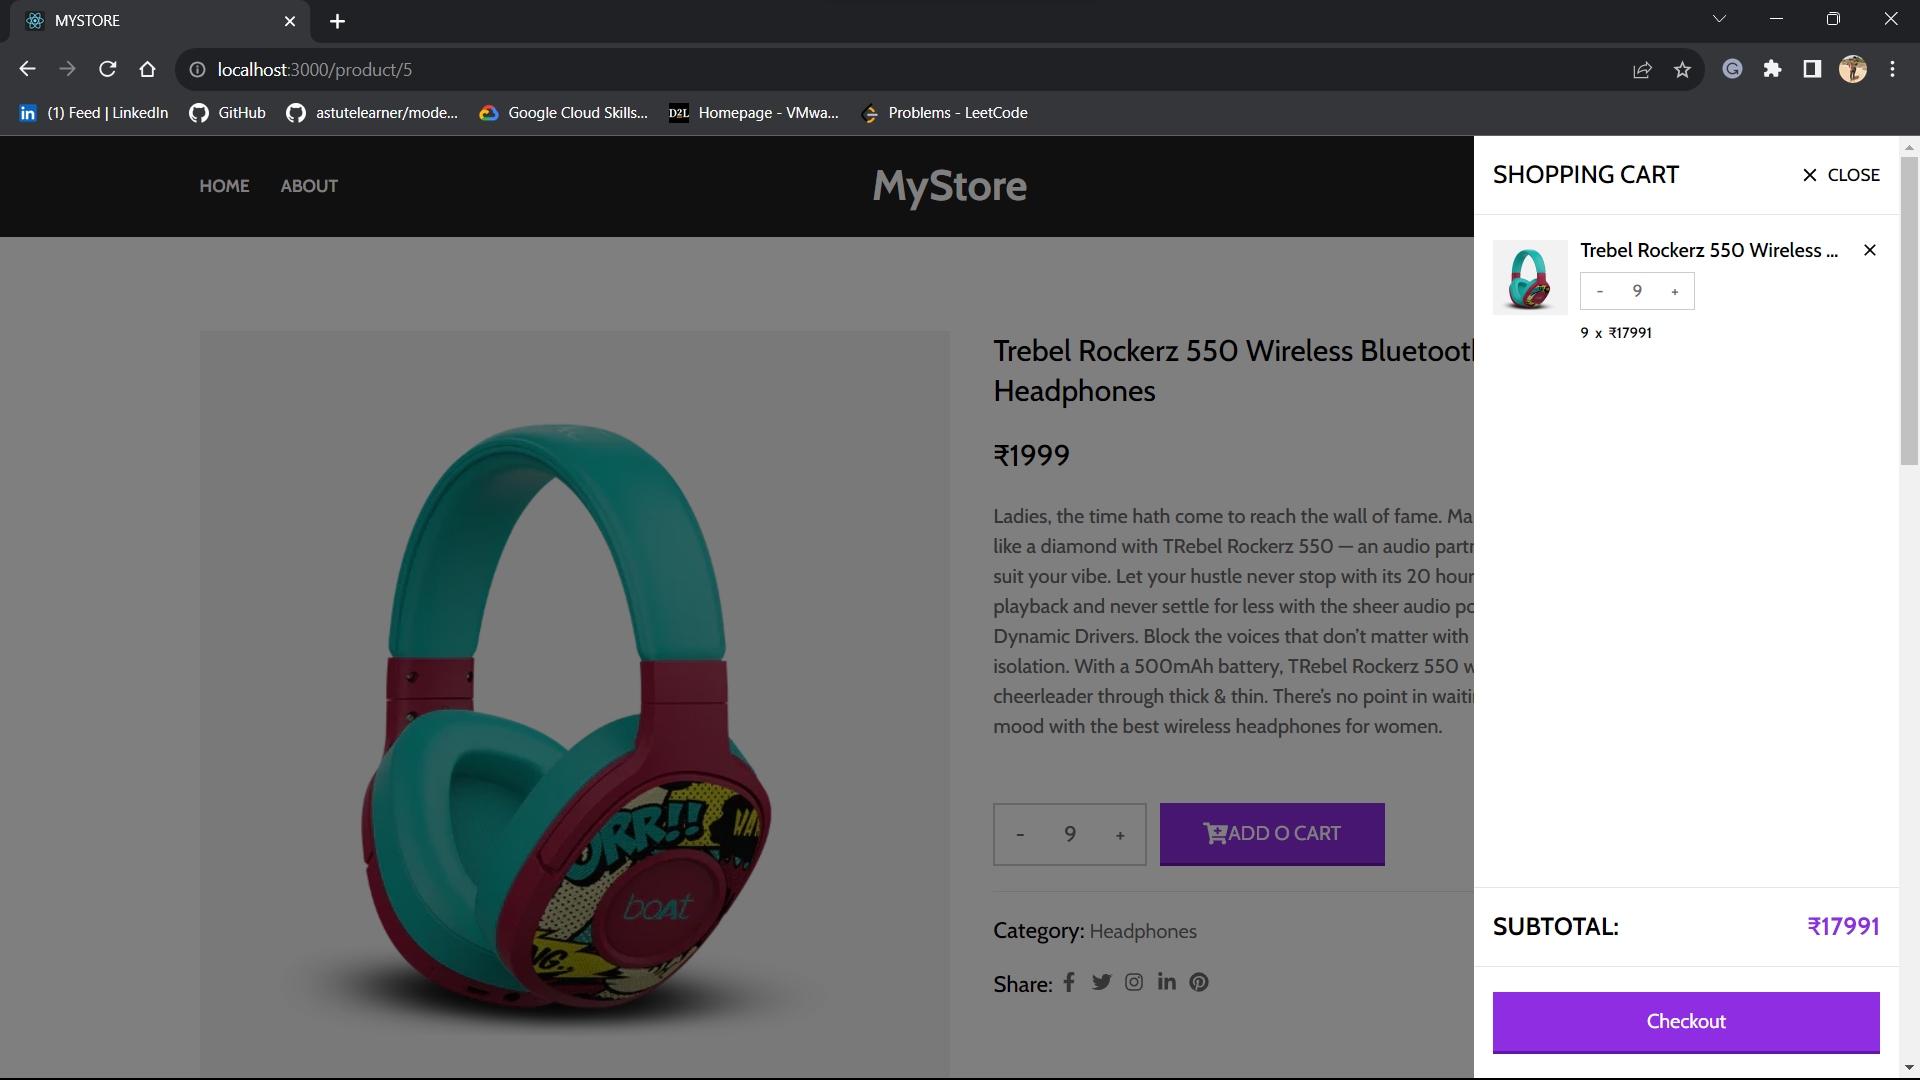 MYSTORE
localhost:3000/product/5
(1) Feed | LinkedIn GitHub astutelearner/mode... Google Cloud Skills... D2L Homepage - VMwa... Problems - LeetCode
HOME ABOUT MyStore
Trebel Rockerz 550 Wireless
Headphones
₹1999
Ladies, the time hath come to reach the wall of fame.
like a diamond with TRebel Rockerz 550 — an audio
suit your vibe. Let your hustle never stop with its 20
playback and never settle for less with the sheer audio
Dynamic Drivers. Block the voices that don't matter with
isolation. With a 500mAh battery, TRebel Rockerz 550
cheerleader through thick & thin. There's no point in
mood with the best wireless headphones for women.
- 9 + ADD O CART
Category: Headphones
Share:
boAt
SHOPPING CART CLOSE
Trebel Rockerz 550 Wireless ...
- 9 +
9 x ₹17991
SUBTOTAL: ₹17991
Checkout